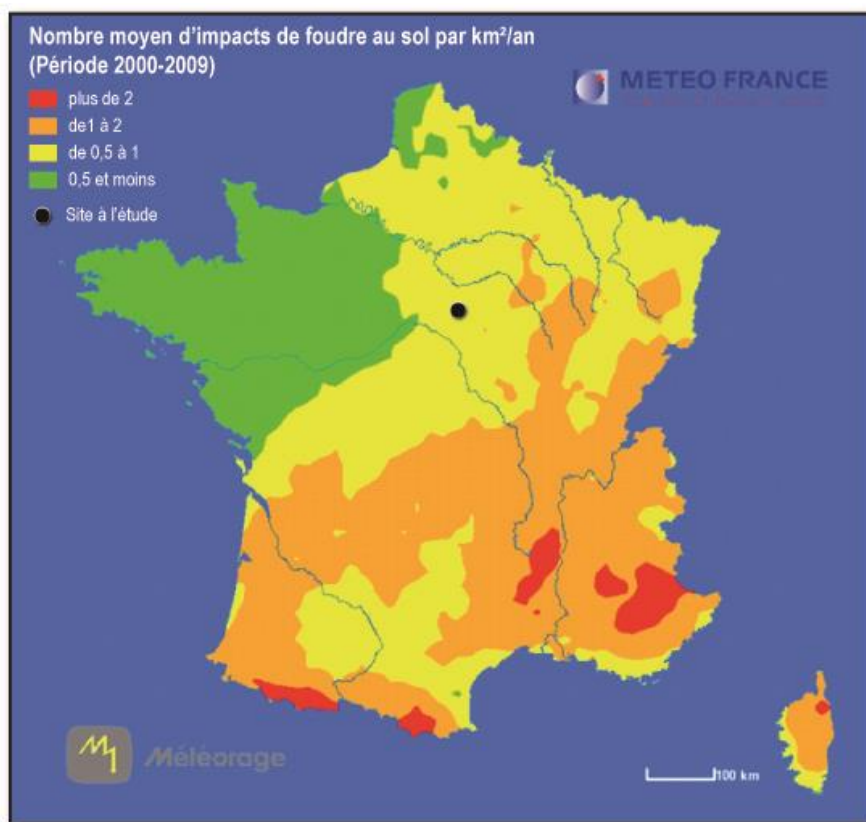 Nombre moyen d'impacts de foudre au sol par km²/an
(Période 2000-2009)
plus de 2
de1 à 2
de 0,5 à 1
0,5 et moins
Site à l'étude
METEO FRANCE
Météorage
100 km